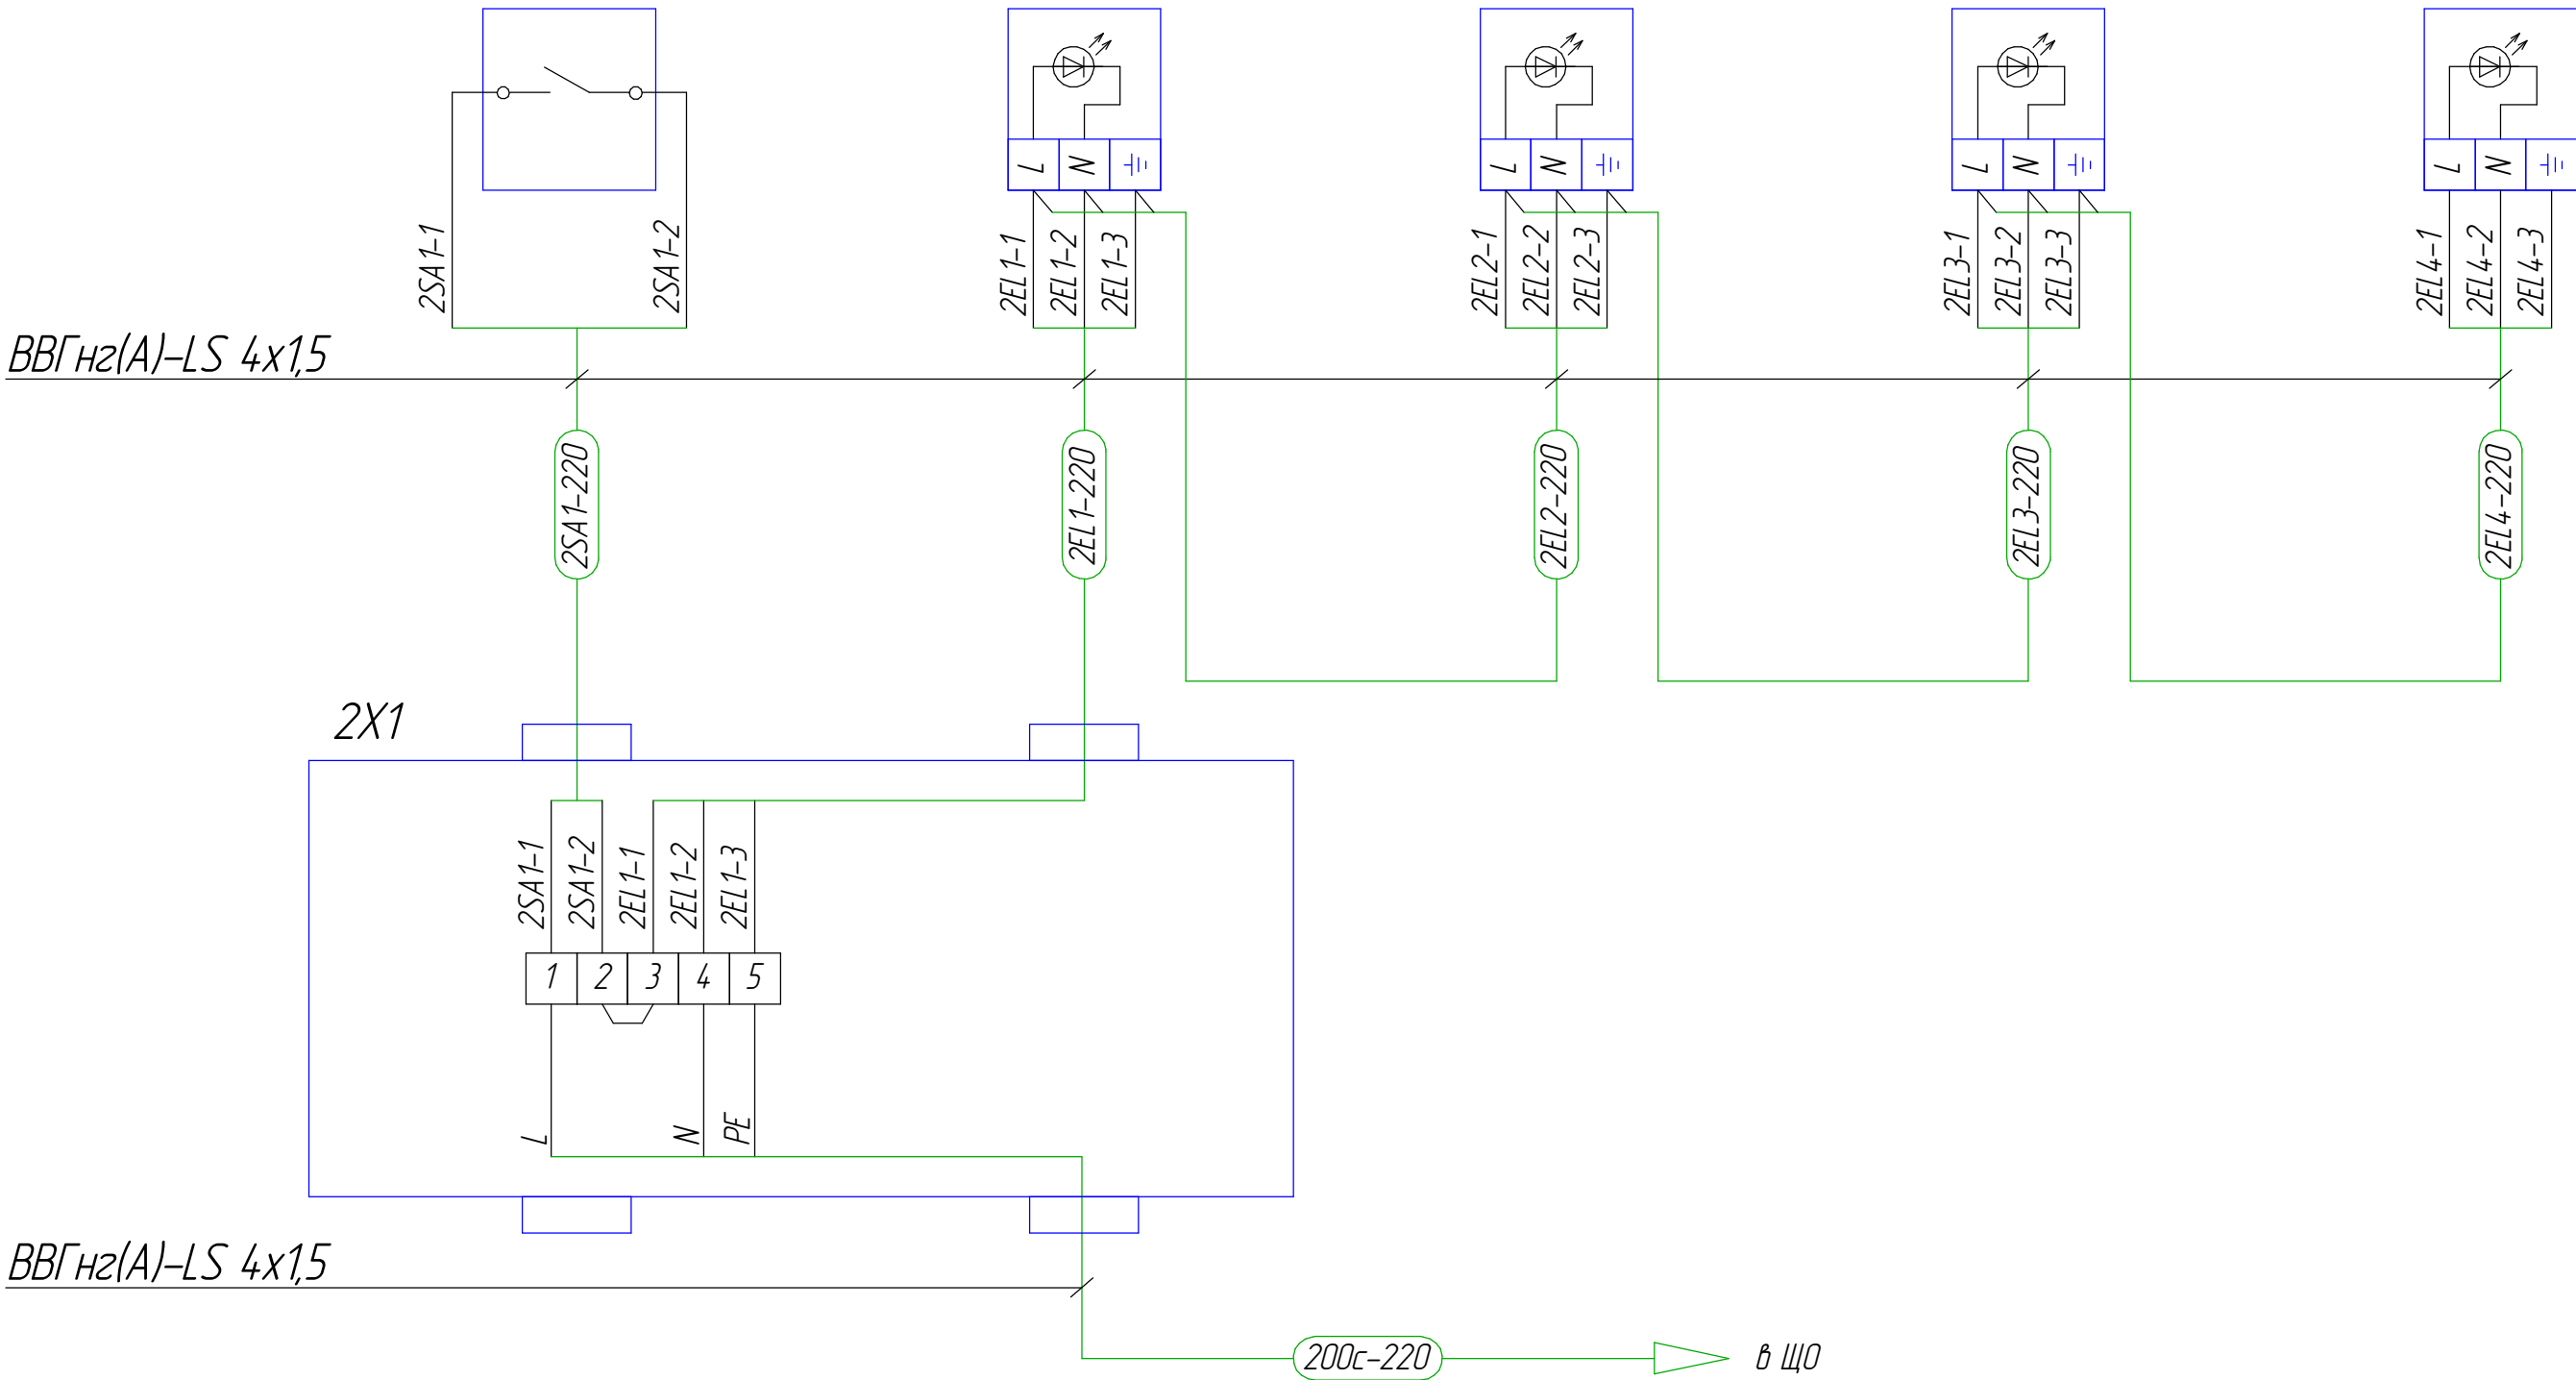 L N
L N
L N
L N
2SA1-1
2SA1-2
2EL1-1
2EL1-2
2EL1-3
2EL2-1
2EL2-2
2EL2-3
2EL3-1
2EL3-2
2EL3-3
2EL4-1
2EL4-2
2EL4-3
ВВГнг(А)-LS 4х1,5
2SA1-220
2EL1-220
2EL2-220
2EL3-220
2EL4-220
2X1
2SA1-1
2SA1-2
2EL1-1
2EL1-2
2EL1-3
1 2 3 4 5
L
N
PE
ВВГнг(А)-LS 4х1,5
200с-220
в ЩО